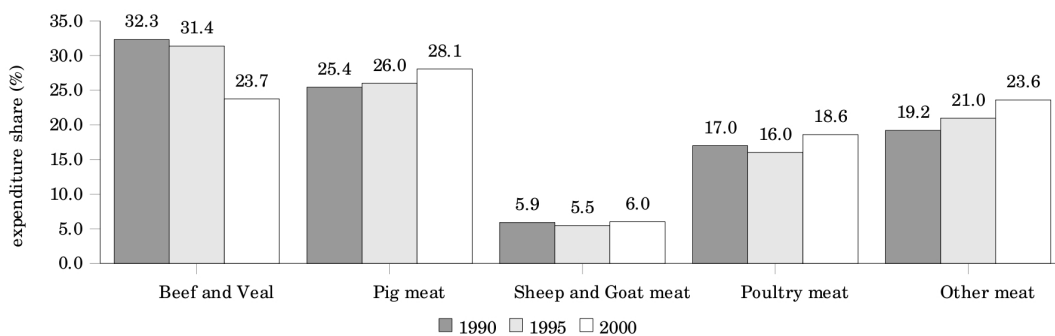 expenditure share (%)
35.0
30.0
25.0
20.0
15.0
10.0
5.0
0.0
32.3 31.4 23.7
25.4 26.0 28.1
5.9 5.5 6.0
17.0 16.0 18.6
19.2 21.0 23.6
Beef and Veal Pig meat Sheep and Goat meat Poultry meat Other meat
1990 1995 2000